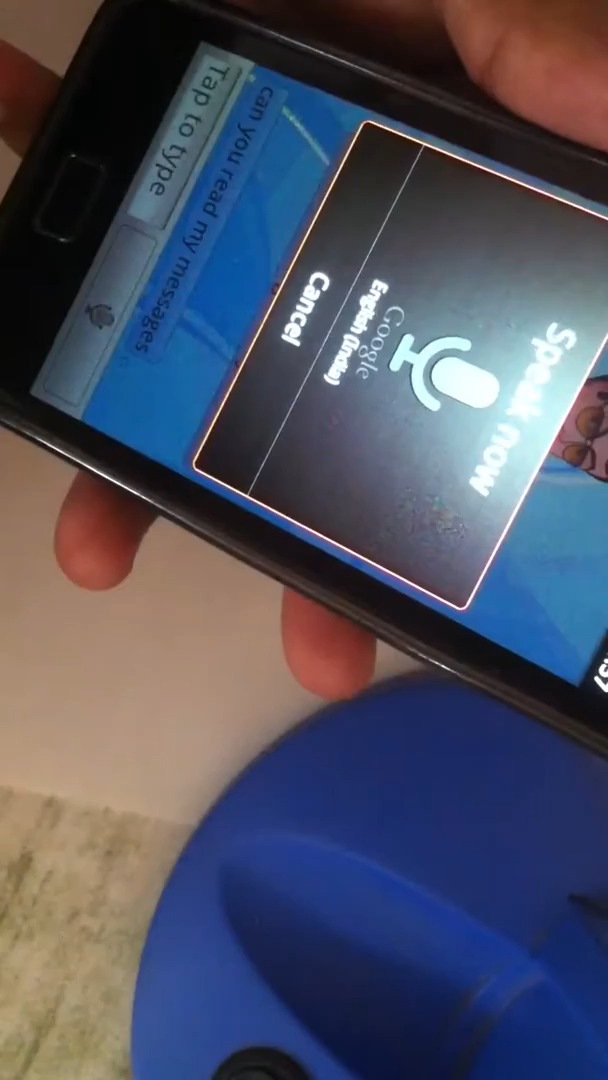 Speak now
Google
English (India)
Cancel
can you read my messages
Tap to type